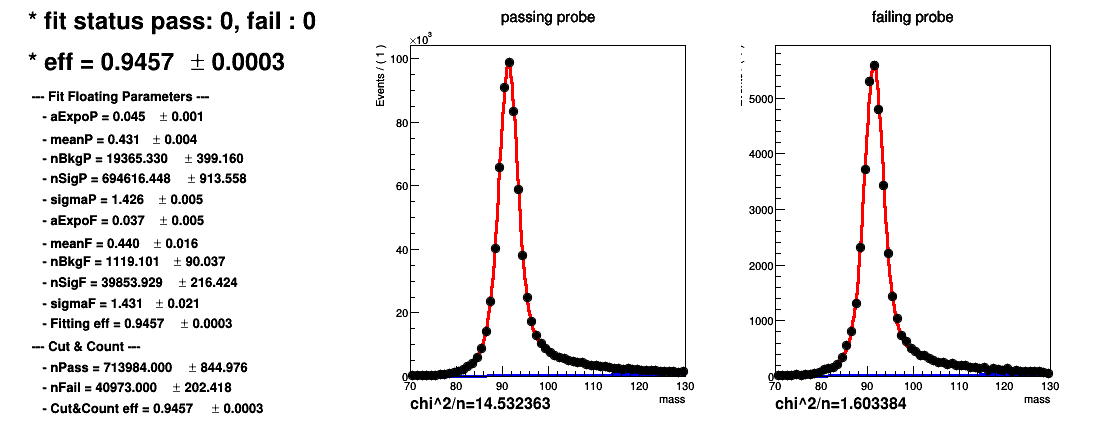 * fit status pass: 0, fail : 0
* eff = 0.9457 ± 0.0003
--- Fit Floating Parameters ---
- aExpoP = 0.045 ± 0.001
- meanP = 0.431 ± 0.004
- nBkgP = 19365.330 ± 399.160
- nSigP = 694616.448 ± 913.558
- sigmaP = 1.426 ± 0.005
- aExpoF = 0.037 ± 0.005
- meanF = 0.440 ± 0.016
- nBkgF = 1119.101 ± 90.037
- nSigF = 39853.929 ± 216.424
- sigmaF = 1.431 ± 0.021
- Fitting eff = 0.9457 ± 0.0003
--- Cut & Count ---
- nPass = 713984.000 ± 844.976
- nFail = 40973.000 ± 202.418
- Cut&Count eff = 0.9457 ± 0.0003
passing probe
×10³
Events / ( 1 )
100
80
60
40
20
0
70 80 90 100 110 120 130
mass
chi^2/n=14.532363
failing probe
5000
4000
3000
2000
1000
0
70 80 90 100 110 120 130
mass
chi^2/n=1.603384